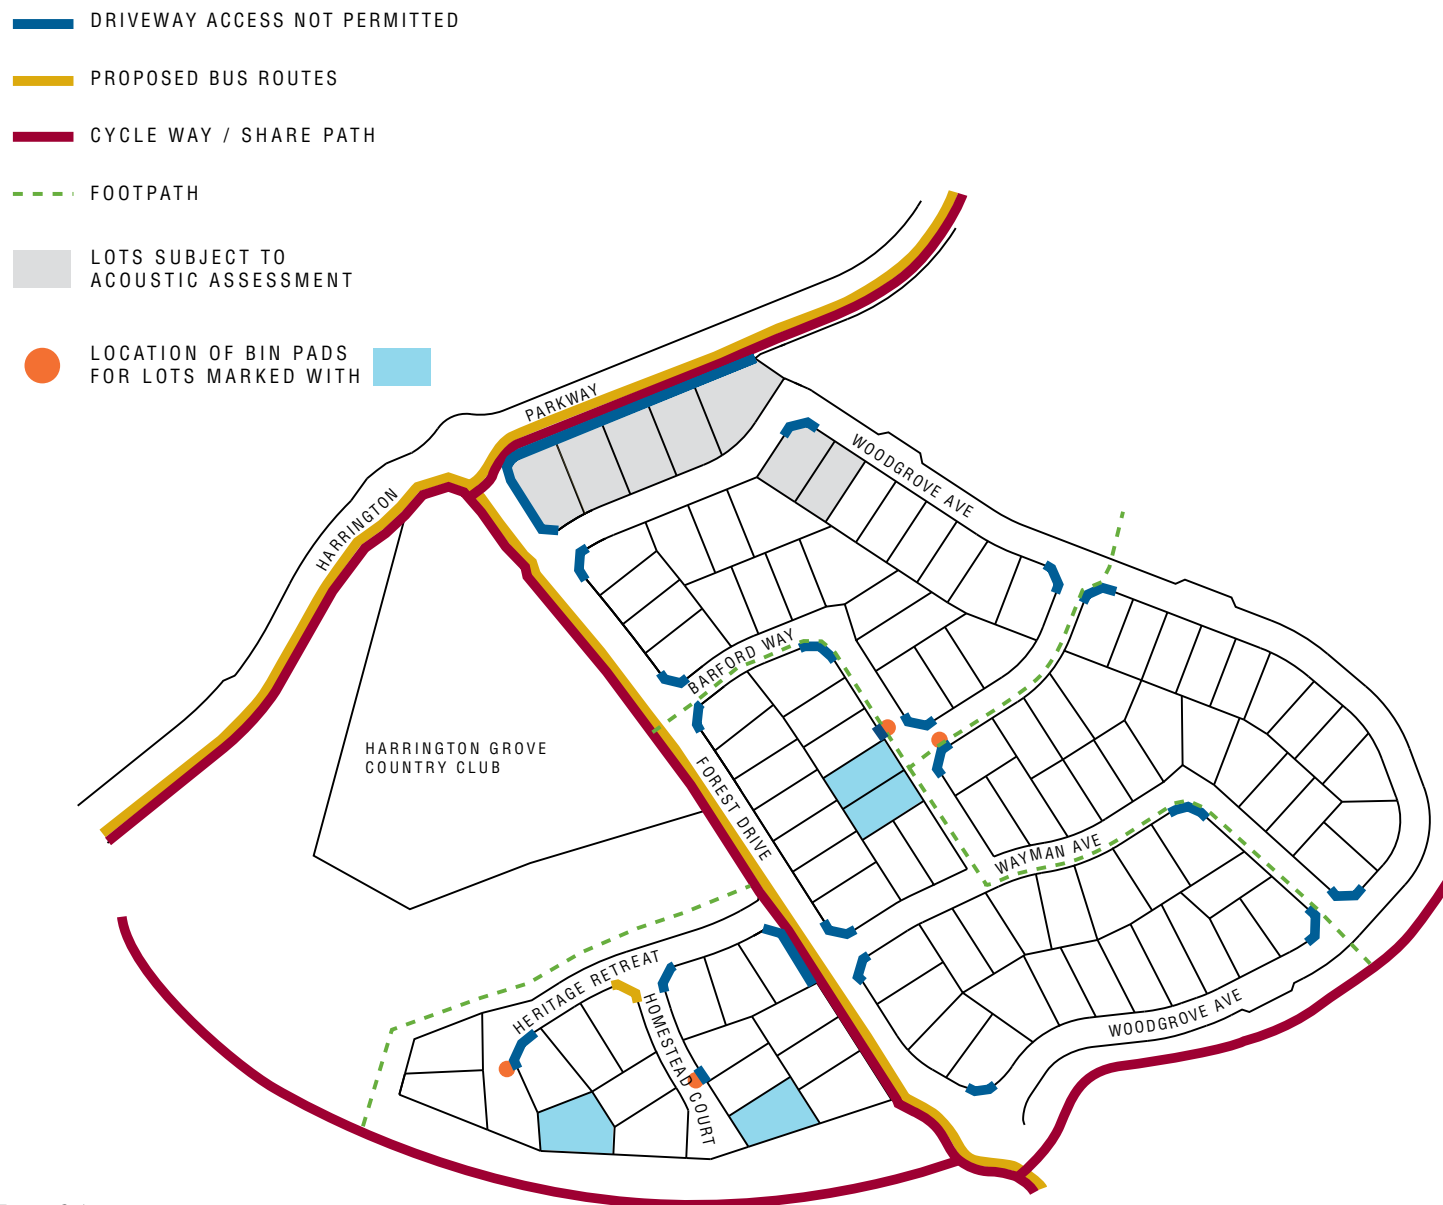 DRIVEWAY ACCESS NOT PERMITTED
PROPOSED BUS ROUTES
CYCLE WAY / SHARE PATH
FOOTPATH
LOTS SUBJECT TO
ACOUSTIC ASSESSMENT
LOCATION OF BIN PADS
FOR LOTS MARKED WITH
PARKWAY
HARRINGTON
WOODGROVE AVE
BARFORD WAY
HARRINGTON GROVE
COUNTRY CLUB
FOREST DRIVE
WAYMAN AVE
HERITAGE RETREAT
HOMESTEAD COURT
WOODGROVE AVE